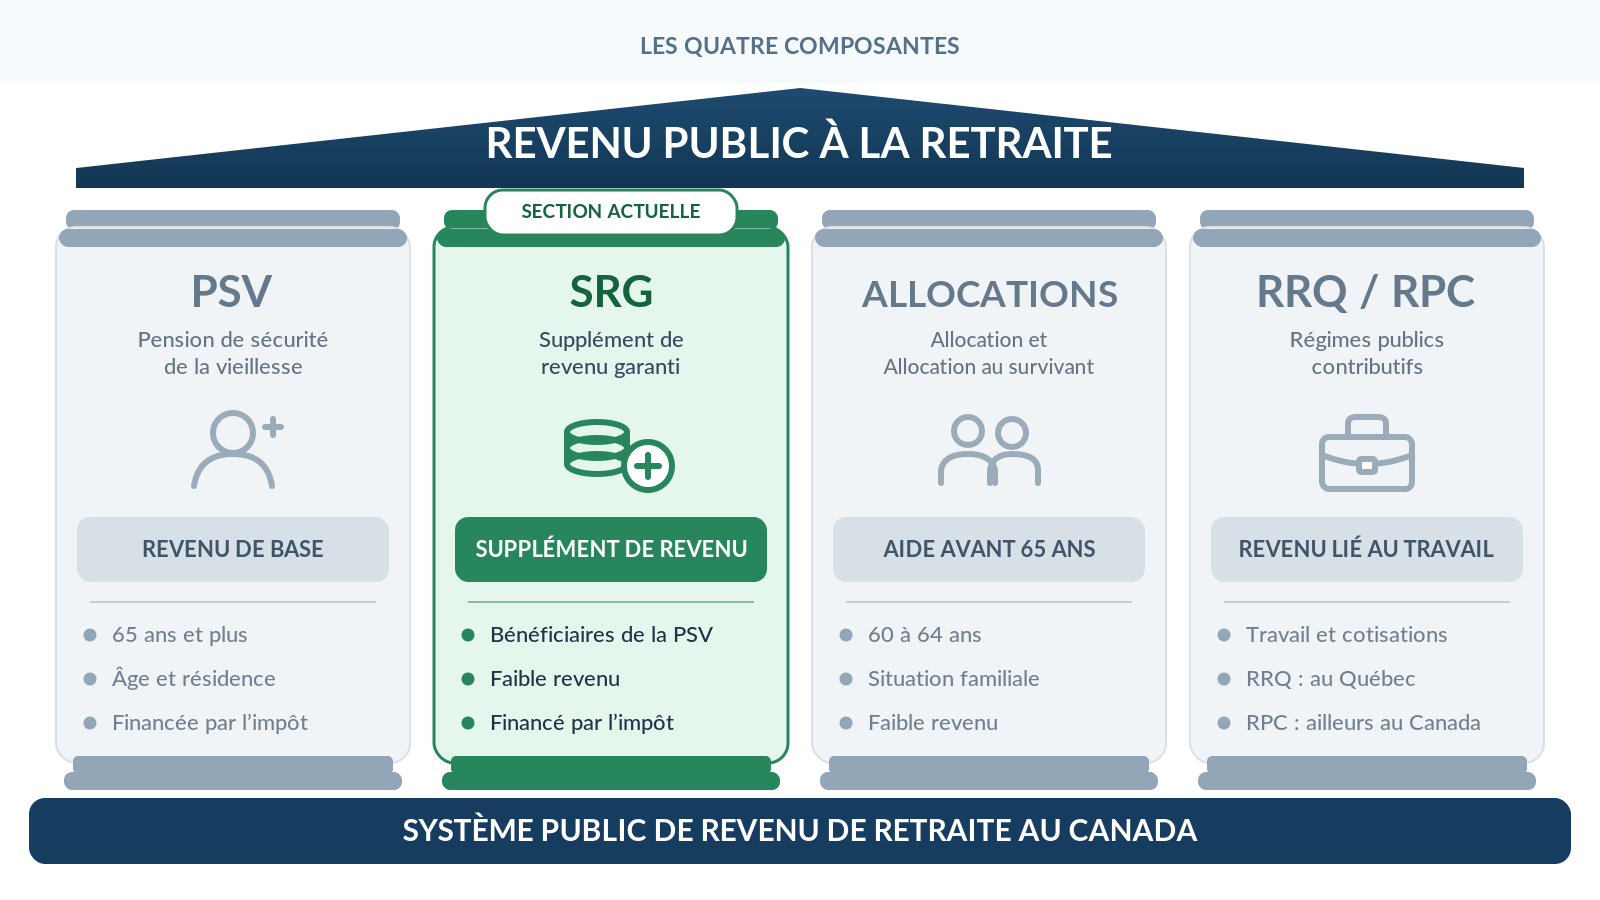 LES QUATRE COMPOSANTES
REVENU PUBLIC À LA RETRAITE
SECTION ACTUELLE
PSV
Pension de sécurité
de la vieillesse
REVENU DE BASE
65 ans et plus
Âge et résidence
Financée par l’impôt
SRG
Supplément de
revenu garanti
SUPPLÉMENT DE REVENU
Bénéficiaires de la PSV
Faible revenu
Financé par l’impôt
ALLOCATIONS
Allocation et
Allocation au survivant
AIDE AVANT 65 ANS
60 à 64 ans
Situation familiale
Faible revenu
RRQ / RPC
Régimes publics
contributifs
REVENU LIÉ AU TRAVAIL
Travail et cotisations
RRQ : au Québec
RPC : ailleurs au Canada
SYSTÈME PUBLIC DE REVENU DE RETRAITE AU CANADA